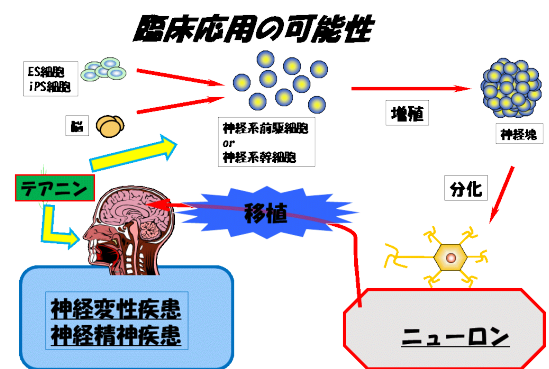 臨床応用の可能性
ES細胞
iPS細胞
脳
神経系前駆細胞
or
神経系幹細胞
増殖
神経塊
テアニン
移植
分化
神経変性疾患
神経精神疾患
ニューロン